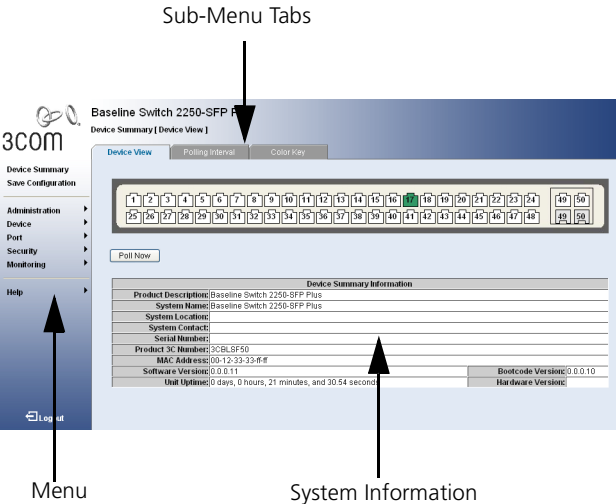 Sub-Menu Tabs
3COM
Baseline Switch 2250-SFP P
Device Summary [ Device View ]
Device View Polling Interval Color Key
Device Summary
Save Configuration
Administration
Device
Port
Security
Monitoring
Help
Logout
1 2 3 4 5 6 7 8 9 10 11 12 13 14 15 16 17 18 19 20 21 22 23 24 49 50
25 26 27 28 29 30 31 32 33 34 35 36 37 38 39 40 41 42 43 44 45 46 47 48 49 50
Poll Now
Device Summary Information
Product Description: Baseline Switch 2250-SFP Plus
System Name: Baseline Switch 2250-SFP Plus
System Location:
System Contact:
Serial Number:
Product 3C Number: 3CBLSF50
MAC Address: 00-12-33-33-ff-ff
Software Version: 0.0.0.11 Bootcode Version: 0.0.0.10
Unit Uptime: 0 days, 0 hours, 21 minutes, and 30.54 seconds Hardware Version:
Menu
System Information